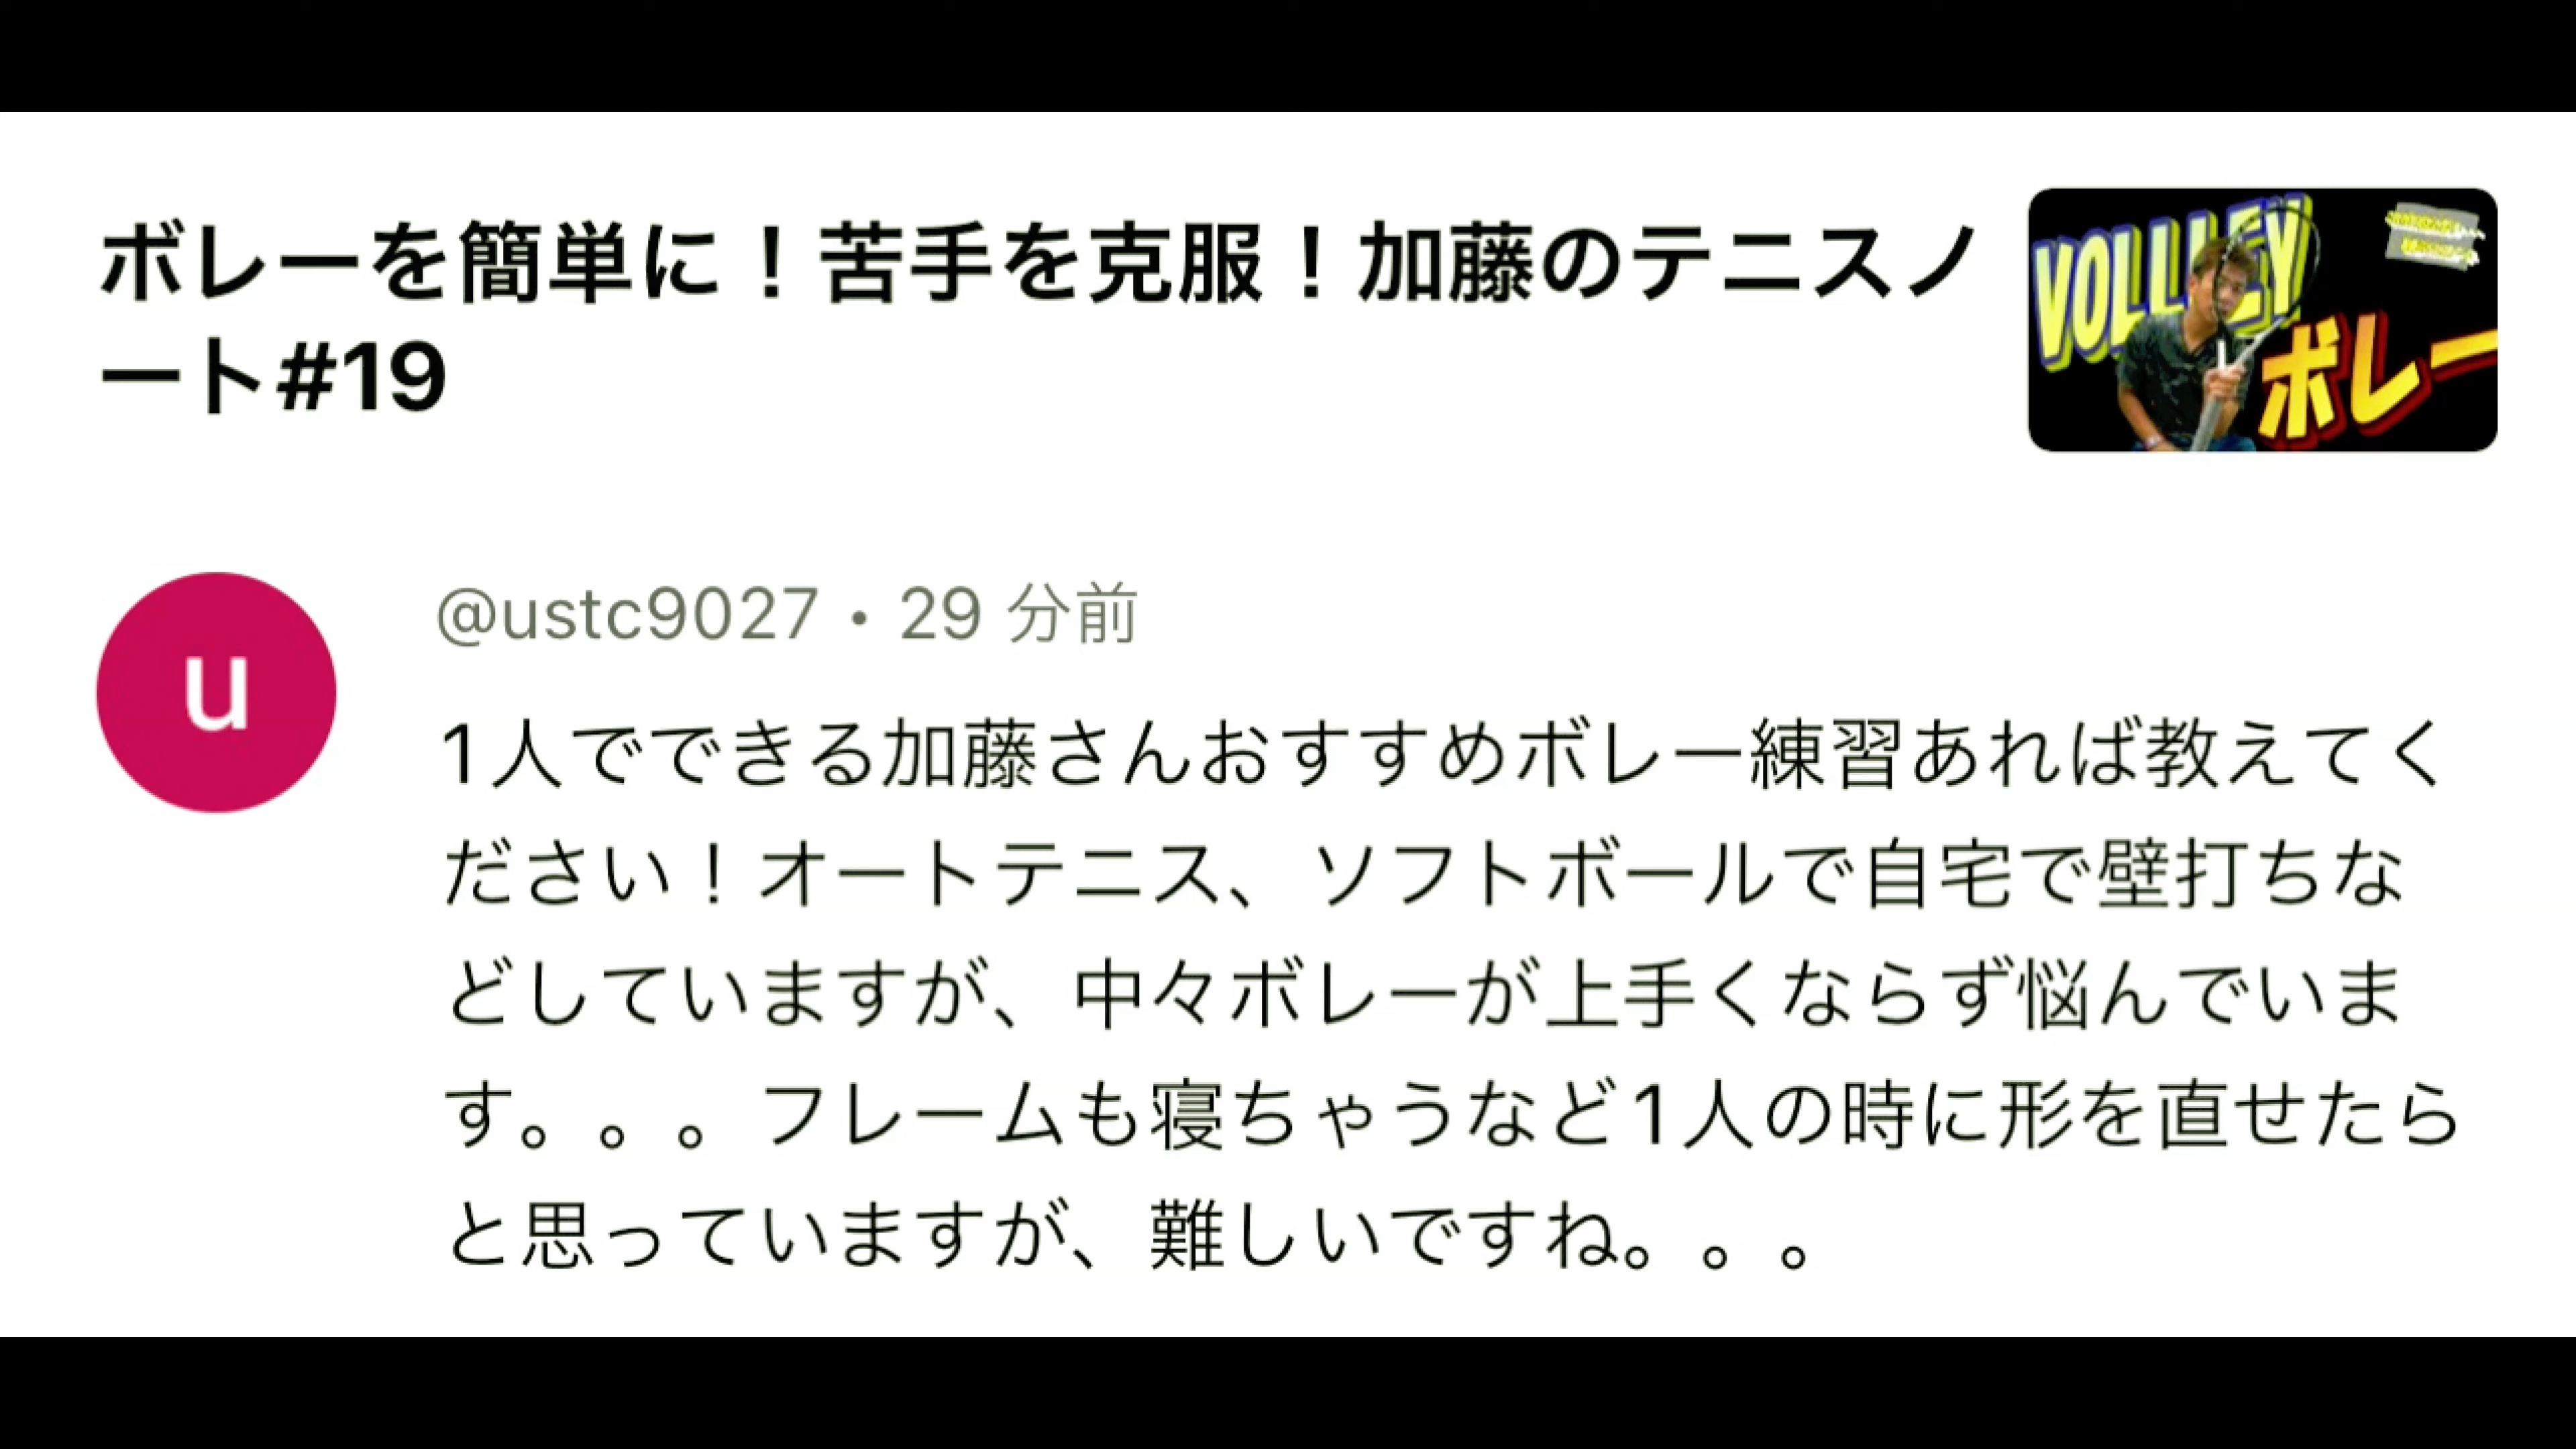 ボレーを簡単に！苦手を克服！加藤のテニスノ
ート#19
VOLLLEY
ボレー
u
@ustc9027・29 分前
1人でできる加藤さんおすすめボレー練習あれば教えてく
ださい！オートテニス、ソフトボールで自宅で壁打ちな
どしていますが、中々ボレーが上手くならず悩んでいま
す。。。フレームも寝ちゃうなど1人の時に形を直せたら
と思っていますが、難しいですね。。。